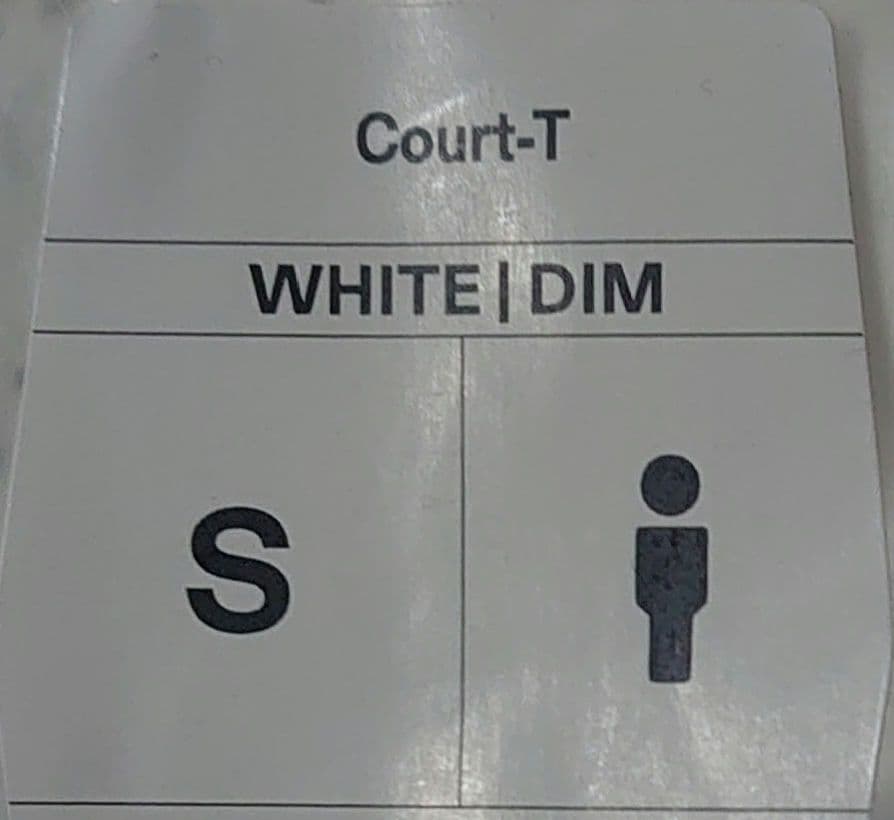 Court-T
WHITE | DIM
S